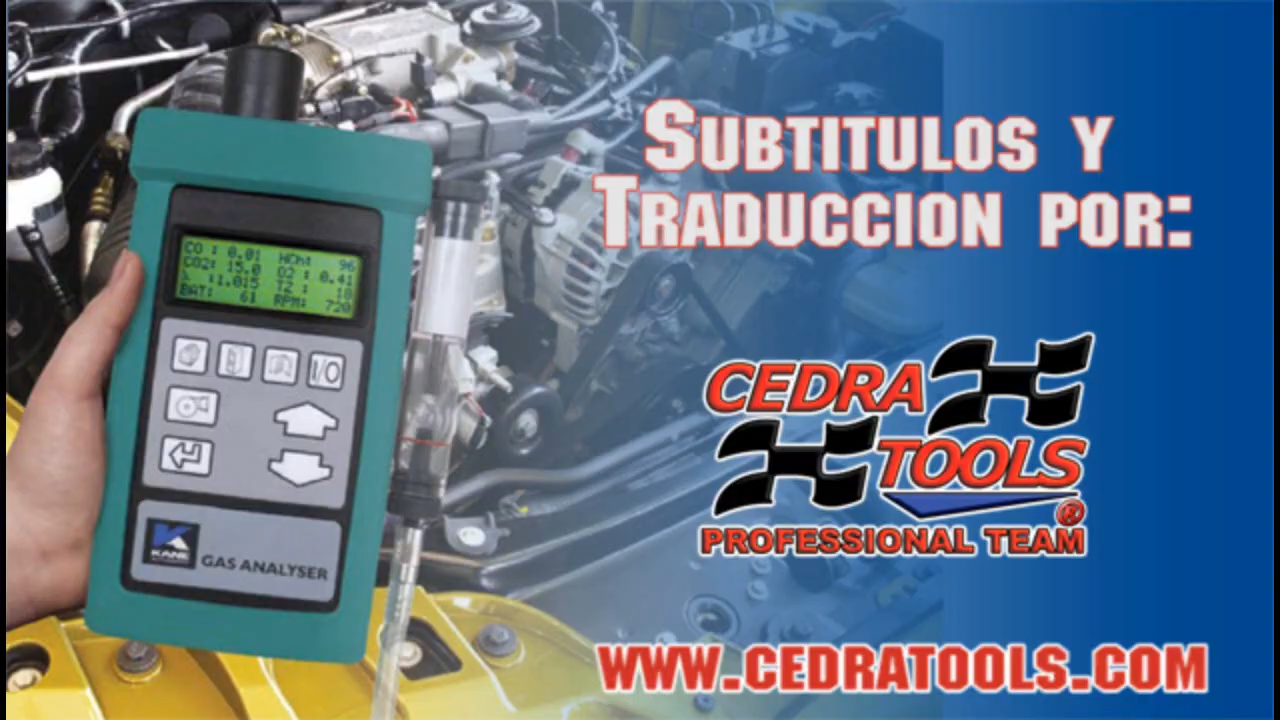 SUBTITULOS Y
TRADUCCION POR:
CO : 0.01 HCh: 96
CO2: 15.0 O2 : 0.41
λ :1.015 T2 : 18
BAT: 61 RPM: 720
I/O
CEDRA
TOOLS
®
PROFESSIONAL TEAM
KANE
GAS ANALYSER
WWW.CEDRATOOLS.COM